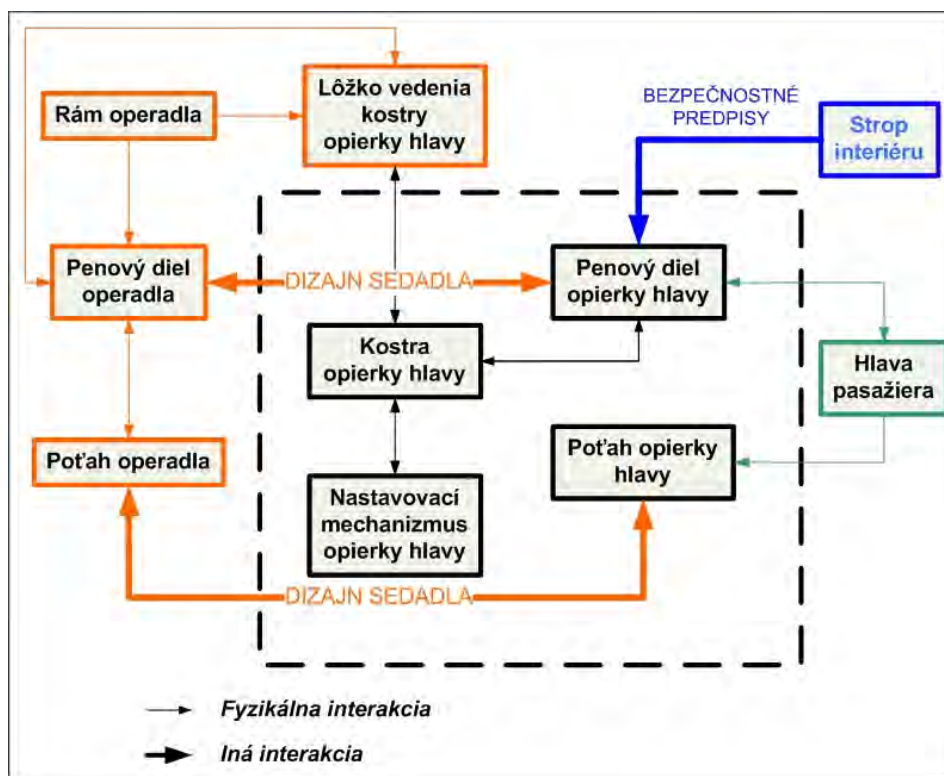 Lôžko vedenia
kostry
opierky hlavy
Rám operadla
BEZPEČNOSTNÉ
PREDPISY
Strop
interiéru
Penový diel
operadla
DIZAJN SEDADLA
Penový diel
opierky hlavy
Kostra
opierky hlavy
Hlava
pasažiera
Poťah operadla
Poťah opierky
hlavy
Nastavovací
mechanizmus
opierky hlavy
DIZAJN SEDADLA
Fyzikálna interakcia
Iná interakcia